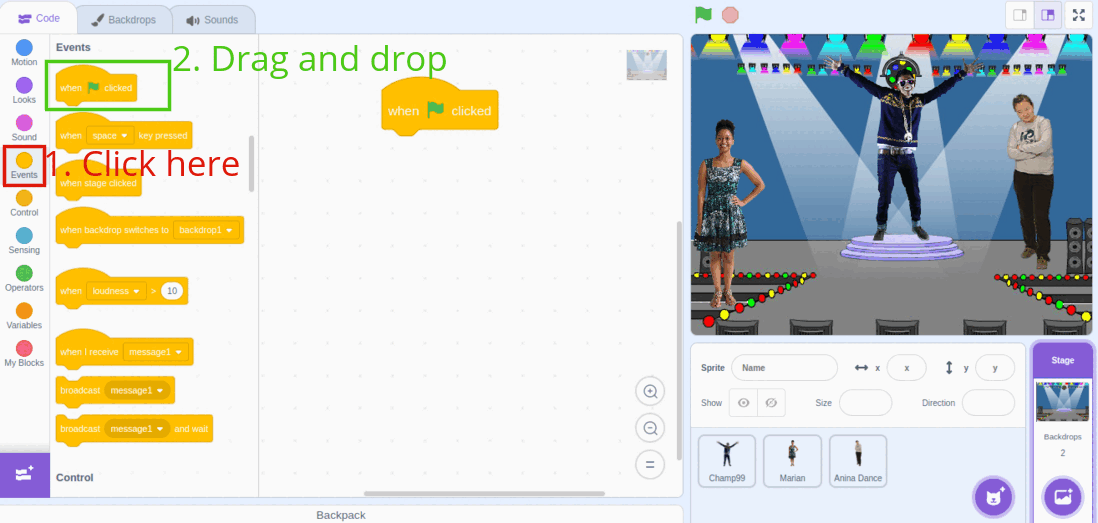 Code
Backdrops
Sounds
Motion
Looks
Sound
Events
Control
Sensing
Operators
Variables
My Blocks
Events
2. Drag and drop
when clicked
when space key pressed
1. Click here
when stage clicked
when backdrop switches to backdrop1
when loudness > 10
when I receive message1
broadcast message1
broadcast message1 and wait
Control
when clicked
Backpack
Sprite Name x x y y
Show Size Direction
Champ99
Marian
Anina Dance
Stage
Backdrops
2